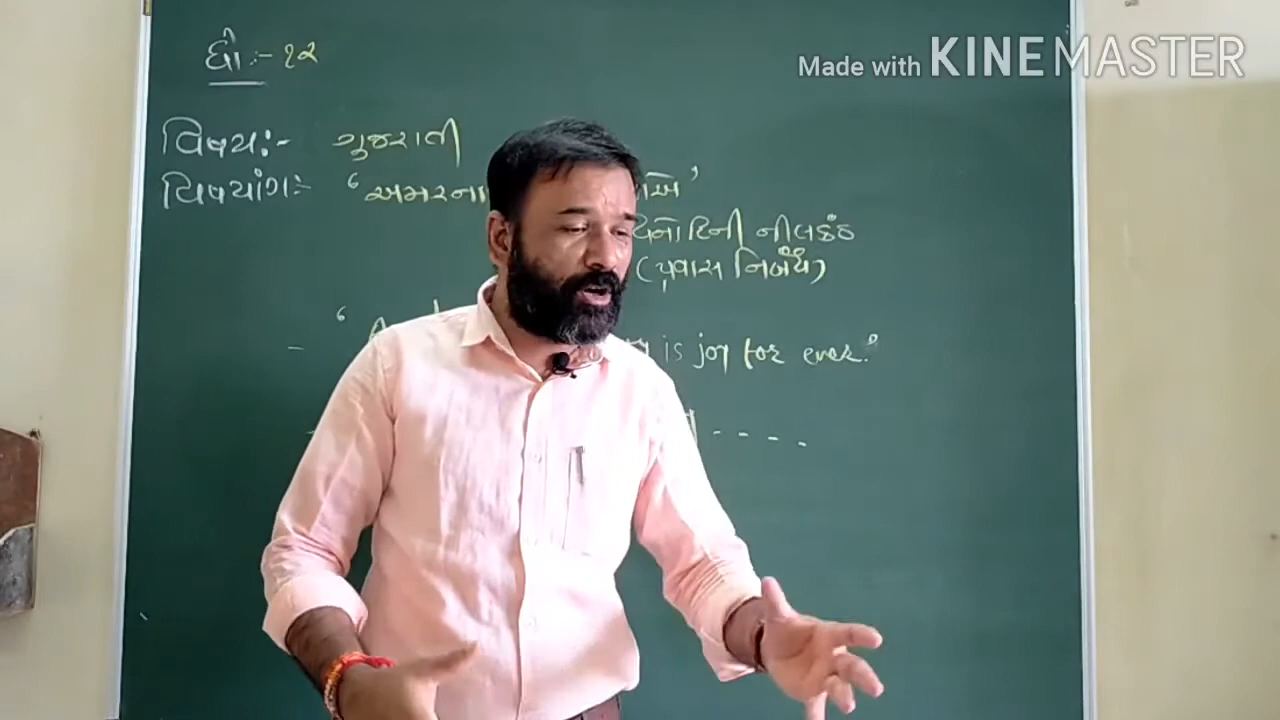 Made with KINEMASTER
ધો:- ૧૨
વિષય:- ગુજરાતી
વિષયાંગ:- ‘અમરના
વિનોદિની નીલકંઠ
(પ્રવાસ નિબંધ)
is joy for ever.’
- - - -